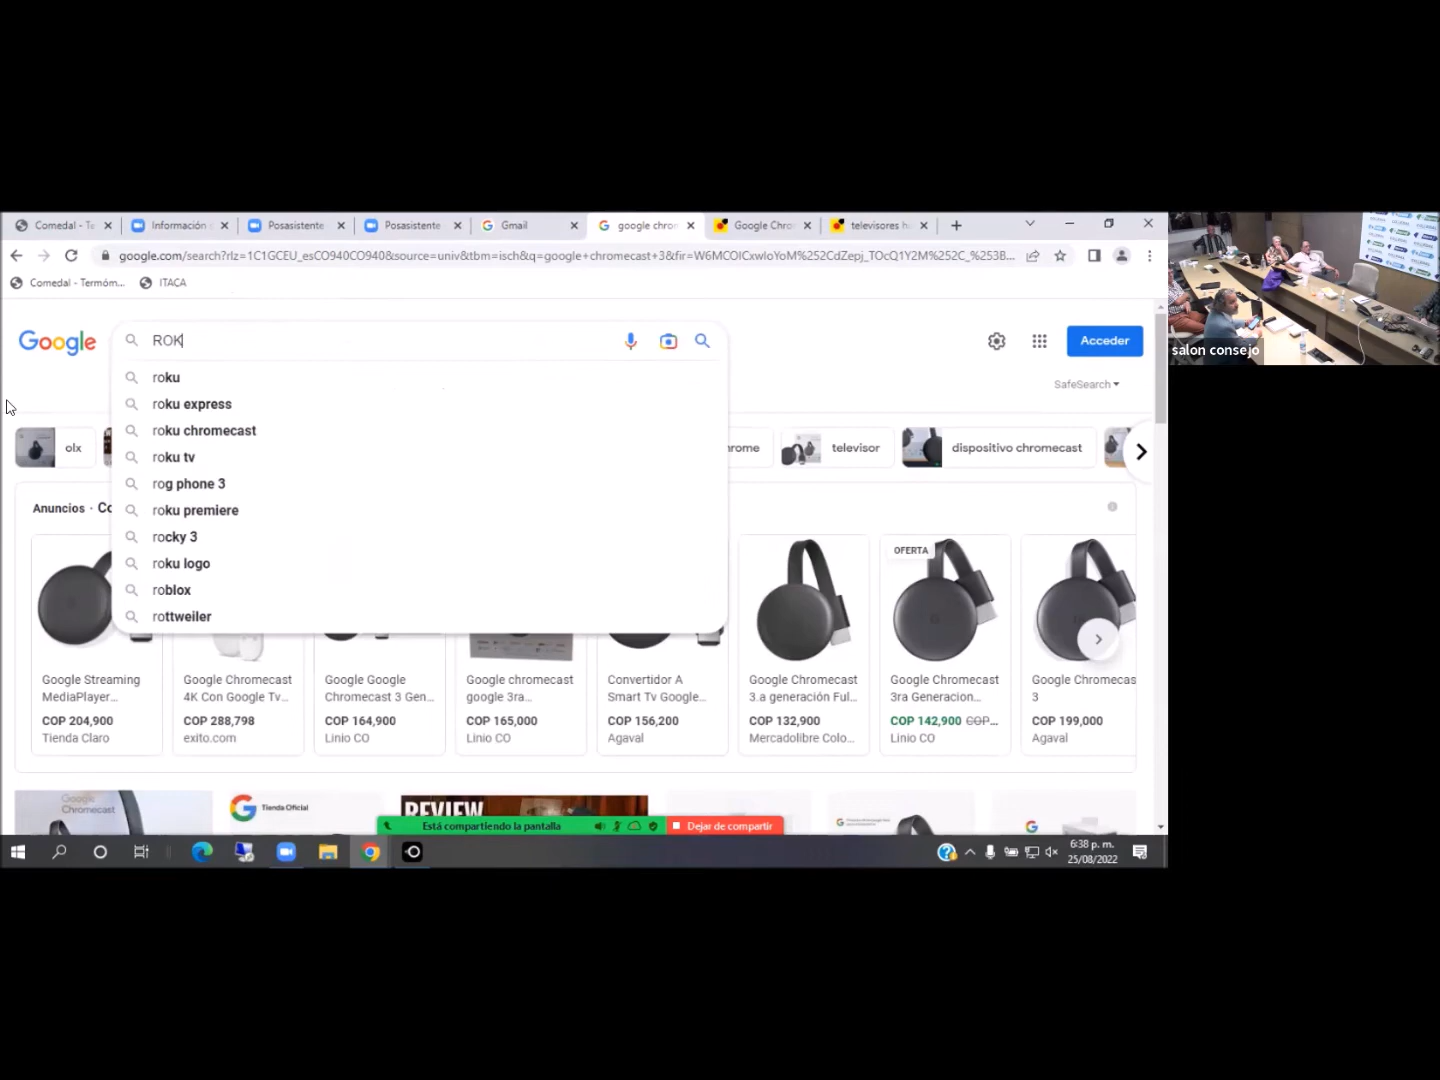 Comedal - Te
Información
Posasistente
Posasistente
Gmail
google chron
Google Chro
televisores h
google.com/search?rlz=1C1GCEU_esCO940CO940&source=univ&tbm=isch&q=google+chromecast+3&fir=W6MCOICxwIoYoM%252CdZepj_TOcQ1Y2M%252C_%253B...
Comedal - Termóm...
ITACA
Google
ROK
Acceder
SafeSearch
roku
roku express
roku chromecast
roku tv
rog phone 3
roku premiere
rocky 3
roku logo
roblox
rottweiler
olx
rome
televisor
dispositivo chromecast
Anuncios · Co
OFERTA
Google Streaming
MediaPlayer...
COP 204,900
Tienda Claro
Google Chromecast
4K Con Google Tv...
COP 288,798
exito.com
Google Google
Chromecast 3 Gen...
COP 164,900
Linio CO
Google chromecast
google 3ra...
COP 165,000
Linio CO
Convertidor A
Smart Tv Google...
COP 156,200
Agaval
Google Chromecast
3.a generación Ful...
COP 132,900
Mercadolibre Colo...
Google Chromecast
3ra Generacion...
COP 142,900 COP...
Linio CO
Google Chromecas
3
COP 199,000
Agaval
Google
Chromecast
Tienda Oficial
REVIEW
Está compartiendo la pantalla
Dejar de compartir
6:38 p. m.
25/08/2022
salon consejo